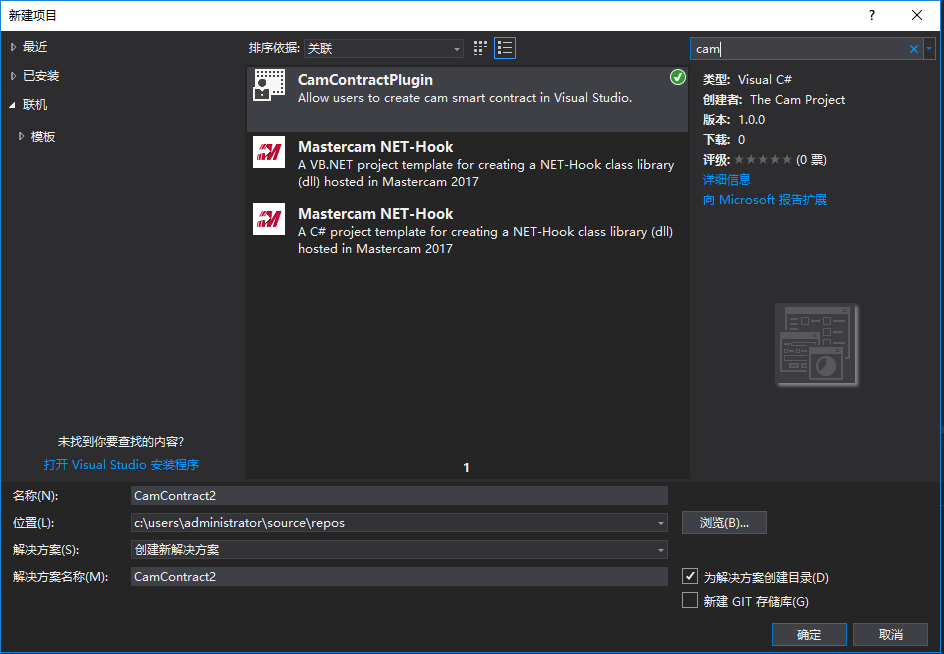 新建项目
?
最近
已安装
联机
模板
未找到你要查找的内容?
打开 Visual Studio 安装程序
排序依据: 关联
CamContractPlugin
Allow users to create cam smart contract in Visual Studio.
Mastercam NET-Hook
A VB.NET project template for creating a NET-Hook class library
(dll) hosted in Mastercam 2017
Mastercam NET-Hook
A C# project template for creating a NET-Hook class library (dll)
hosted in Mastercam 2017
1
cam
类型: Visual C#
创建者: The Cam Project
版本: 1.0.0
下载: 0
评级: ★★★★★ (0 票)
详细信息
向 Microsoft 报告扩展
名称(N): CamContract2
位置(L): c:\users\administrator\source\repos 浏览(B)...
解决方案(S): 创建新解决方案
解决方案名称(M): CamContract2
为解决方案创建目录(D)
新建 GIT 存储库(G)
确定 取消